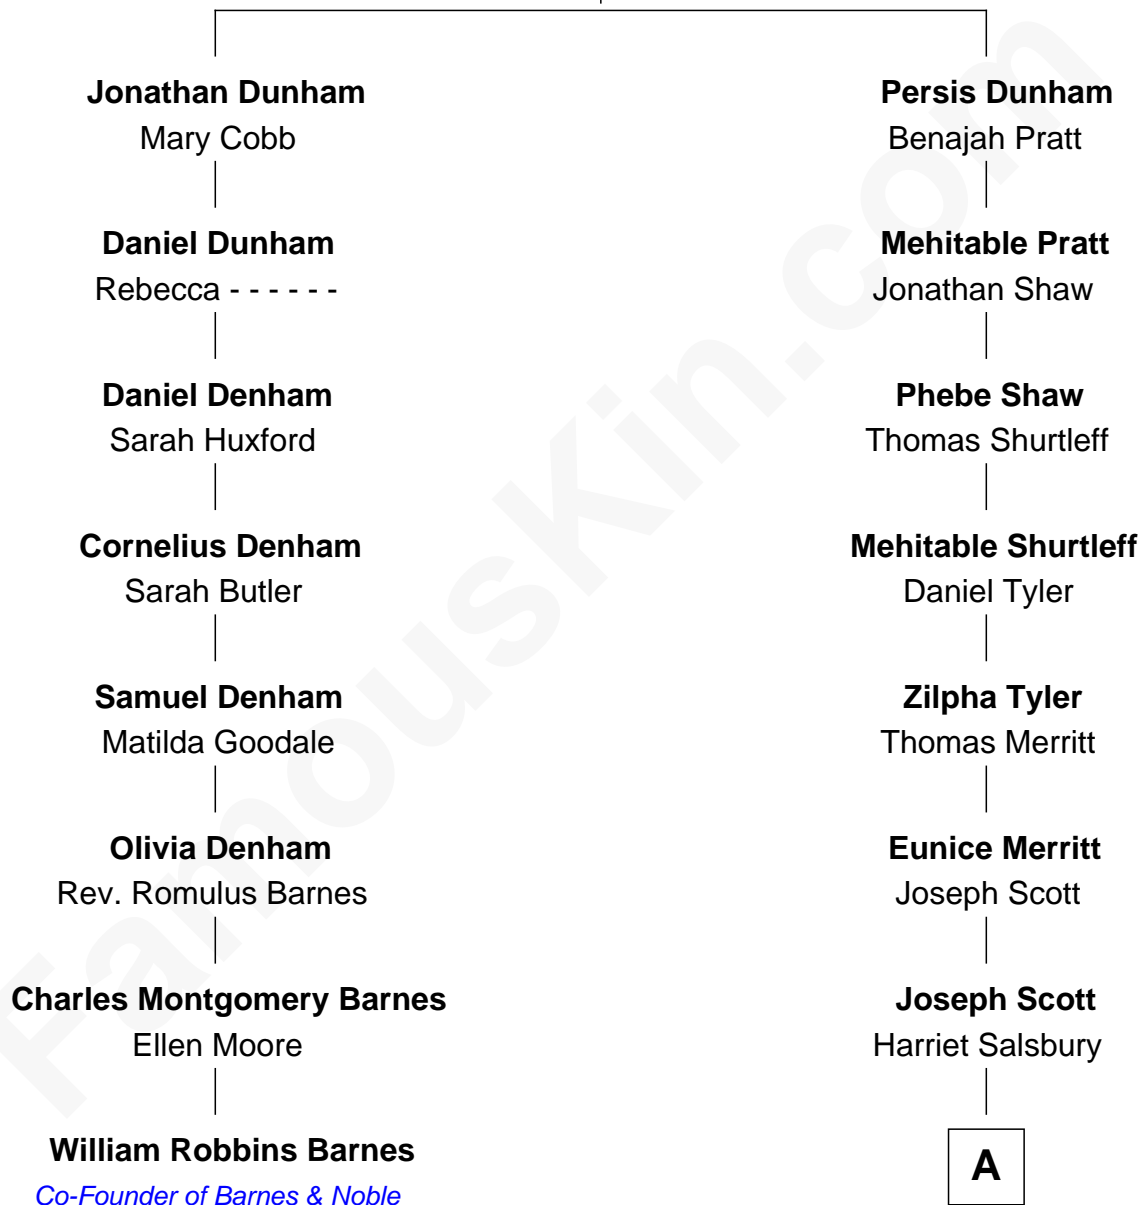 Jonathan Dunham
Mary Cobb
Daniel Dunham
Rebecca - - - - - -
Daniel Denham
Sarah Huxford
Cornelius Denham
Sarah Butler
Samuel Denham
Matilda Goodale
Olivia Denham
Rev. Romulus Barnes
Charles Montgomery Barnes
Ellen Moore
William Robbins Barnes
Co-Founder of Barnes & Noble
Persis Dunham
Benajah Pratt
Mehitable Pratt
Jonathan Shaw
Phebe Shaw
Thomas Shurtleff
Mehitable Shurtleff
Daniel Tyler
Zilpha Tyler
Thomas Merritt
Eunice Merritt
Joseph Scott
Joseph Scott
Harriet Salsbury
A
FamousKin.com